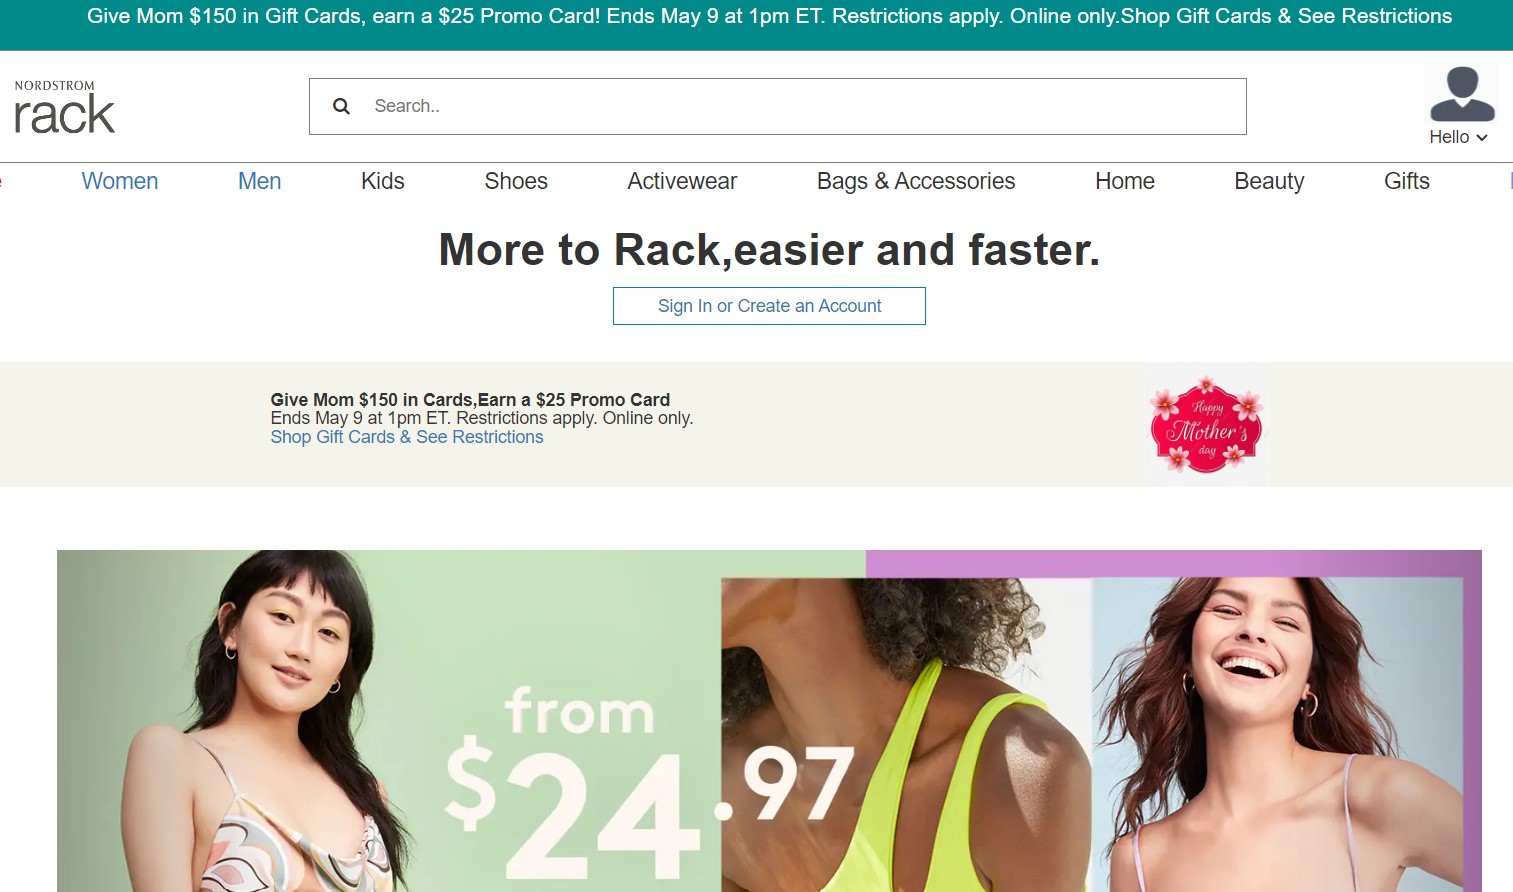 Give Mom $150 in Gift Cards, earn a $25 Promo Card! Ends May 9 at 1pm ET. Restrictions apply. Online only.Shop Gift Cards & See Restrictions
NORDSTROM
rack
Search..
Hello
Women Men Kids Shoes Activewear Bags & Accessories Home Beauty Gifts
More to Rack,easier and faster.
Sign In or Create an Account
Give Mom $150 in Cards,Earn a $25 Promo Card
Ends May 9 at 1pm ET. Restrictions apply. Online only.
Shop Gift Cards & See Restrictions
Happy
Mother's
day
from
$24.97